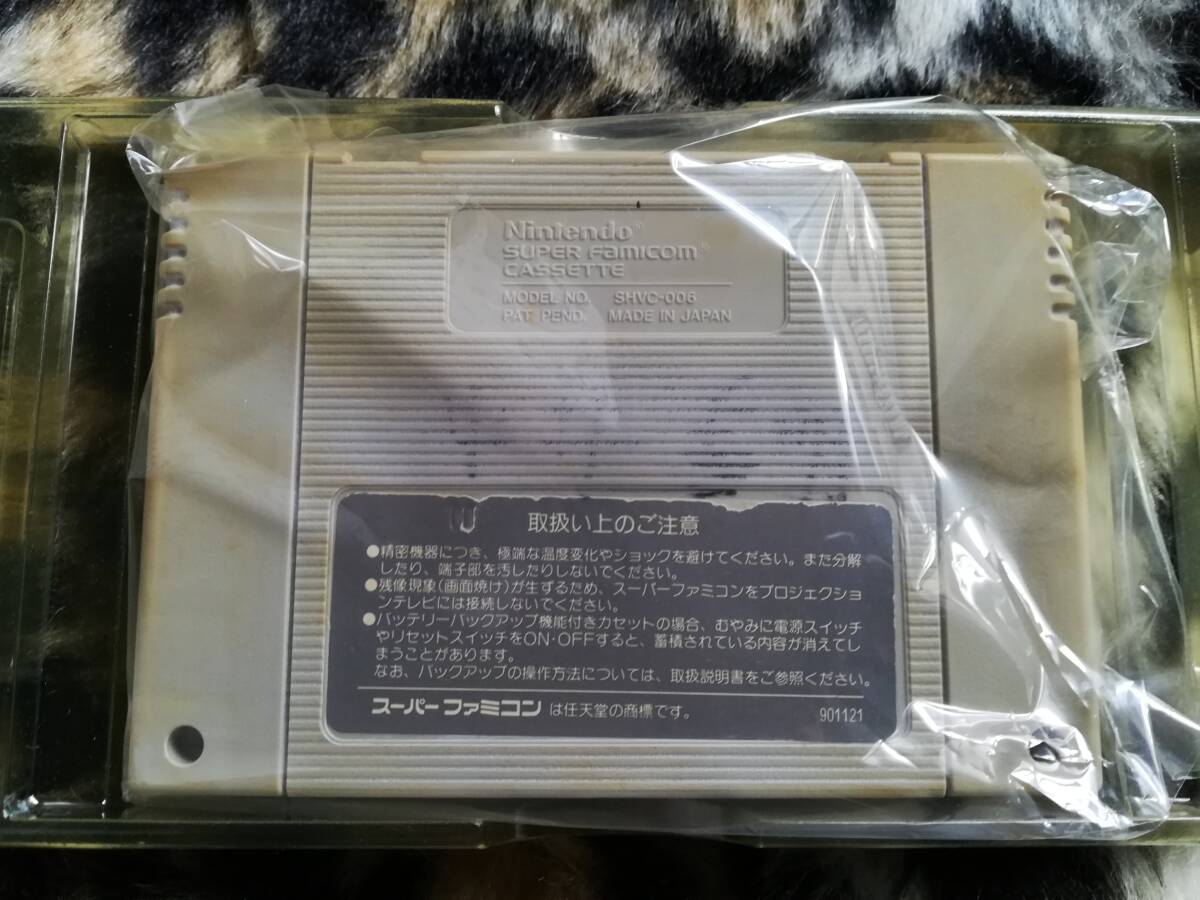 Nintendo®
SUPER FAMICOM®
CASSETTE
MODEL NO. SHVC-006
PAT. PEND. MADE IN JAPAN
取扱い上のご注意
●精密機器につき、極端な温度変化やショックを避けてください。また分解
したり、端子部を汚したりしないでください。
●残像現象(画面焼け)が生ずるため、スーパーファミコンをプロジェクショ
ンテレビには接続しないでください。
●バッテリーバックアップ機能付きカセットの場合、むやみに電源スイッチ
やリセットスイッチをON・OFFすると、蓄積されている内容が消えてし
まうことがあります。
なお、バックアップの操作方法については、取扱説明書をご参照ください。
スーパーファミコン は任天堂の商標です。
901121